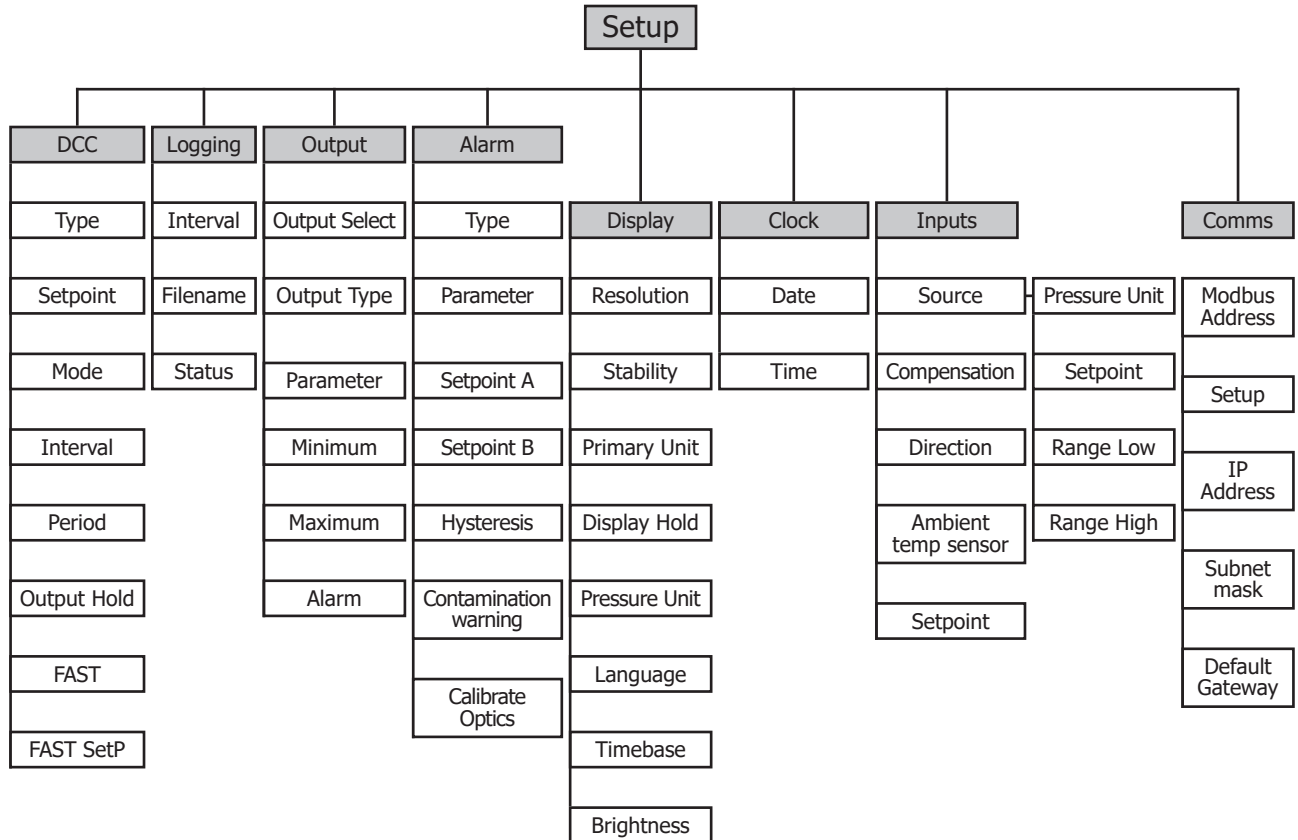 Setup
DCC
Type
Setpoint
Mode
Interval
Period
Output Hold
FAST
FAST SetP
Logging
Interval
Filename
Status
Output
Output Select
Output Type
Parameter
Minimum
Maximum
Alarm
Alarm
Type
Parameter
Setpoint A
Setpoint B
Hysteresis
Contamination
warning
Calibrate
Optics
Display
Resolution
Stability
Primary Unit
Display Hold
Pressure Unit
Language
Timebase
Brightness
Clock
Date
Time
Inputs
Source
Compensation
Direction
Ambient
temp sensor
Setpoint
Pressure Unit
Setpoint
Range Low
Range High
Comms
Modbus
Address
Setup
IP
Address
Subnet
mask
Default
Gateway